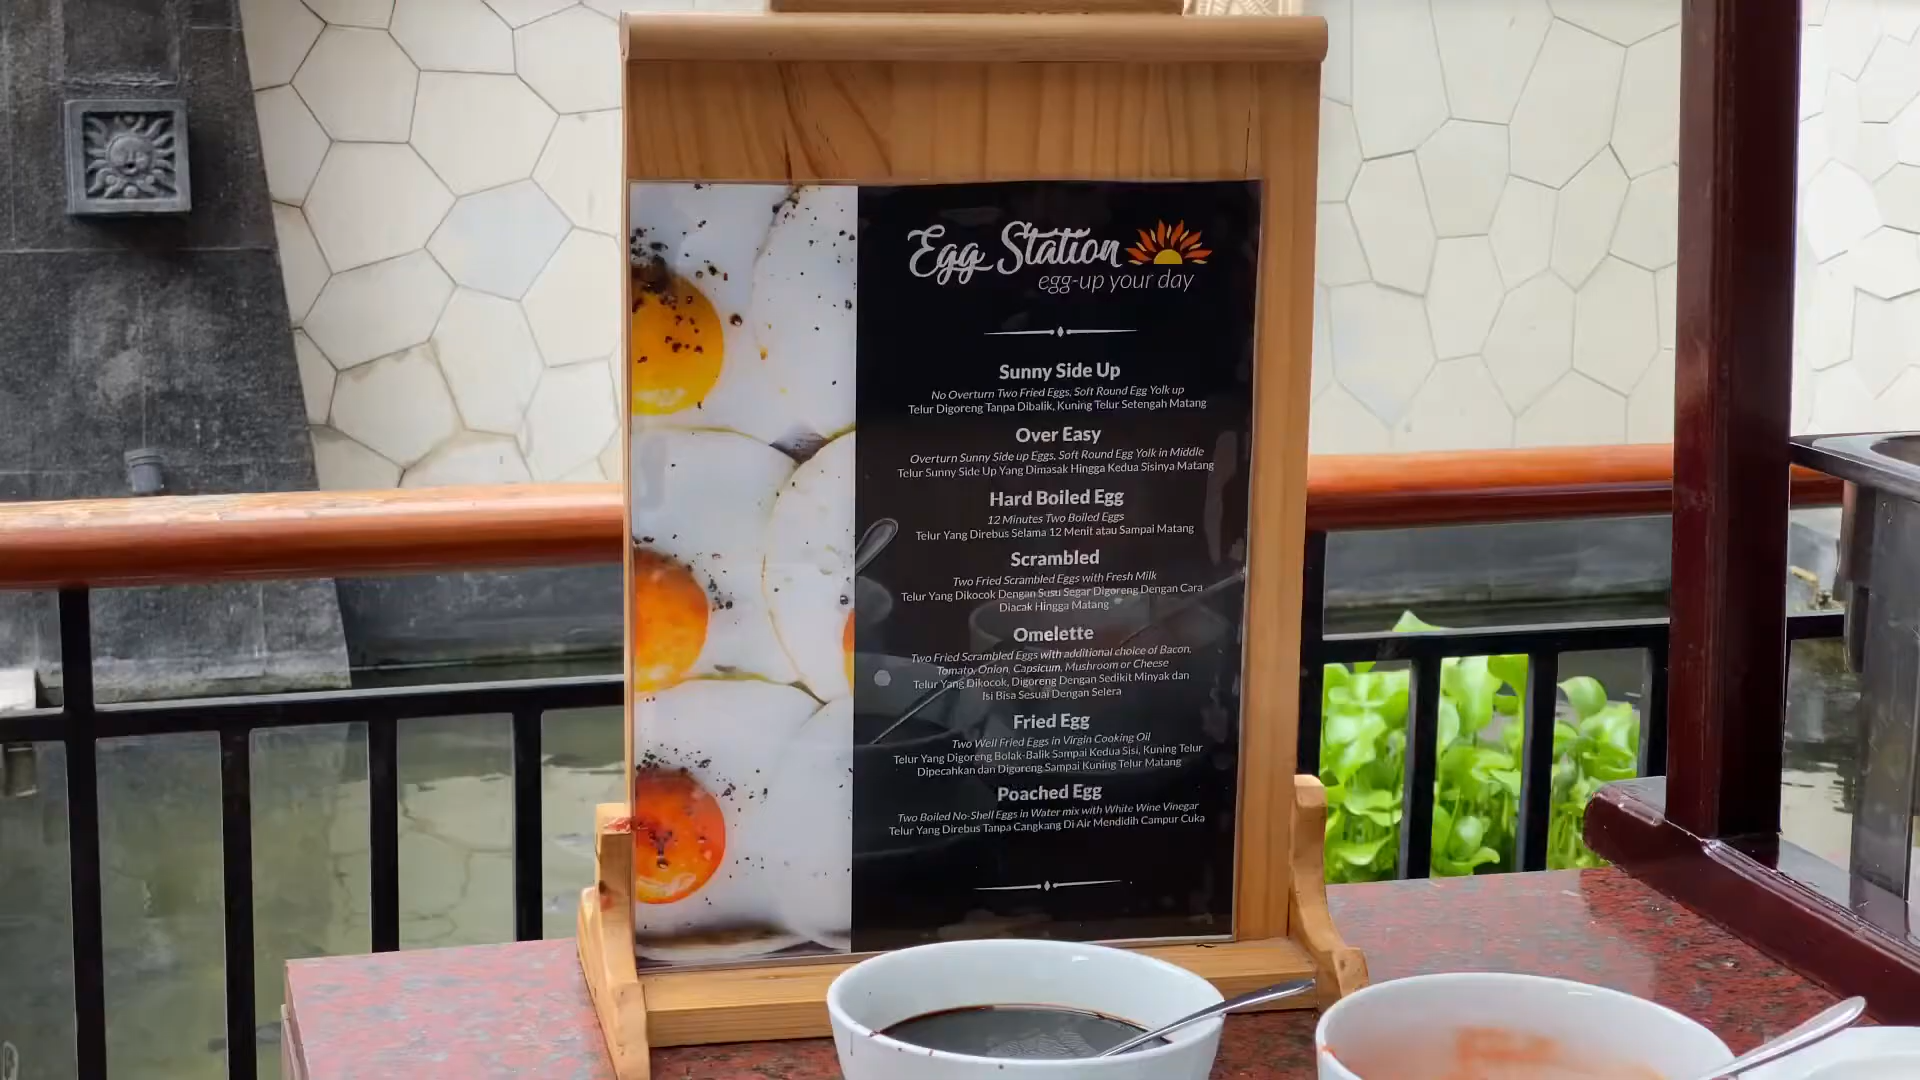 Egg Station
egg-up your day
Sunny Side Up
No Overturn Two Fried Eggs, Soft Round Egg Yolk up
Telur Digoreng Tanpa Dibalik, Kuning Telur Setengah Matang
Over Easy
Overturn Sunny Side up Eggs, Soft Round Egg Yolk in Middle
Telur Sunny Side Up Yang Dimasak Hingga Kedua Sisinya Matang
Hard Boiled Egg
12 Minutes Two Boiled Eggs
Telur Yang Direbus Selama 12 Menit atau Sampai Matang
Scrambled
Two Fried Scrambled Eggs with Fresh Milk
Telur Yang Dikocok Dengan Susu Segar Digoreng Dengan Cara
Diacak Hingga Matang
Omelette
Two Fried Scrambled Eggs with additional choice of Bacon,
Tomato, Onion, Capsicum, Mushroom or Cheese
Telur Yang Dikocok, Digoreng Dengan Sedikit Minyak dan
Isi Bisa Sesuai Dengan Selera
Fried Egg
Two Well Fried Eggs in Virgin Cooking Oil
Telur Yang Digoreng Bolak-Balik Sampai Kedua Sisi, Kuning Telur
Dipecahkan dan Digoreng Sampai Kuning Telur Matang
Poached Egg
Two Boiled No-Shell Eggs in Water mix with White Wine Vinegar
Telur Yang Direbus Tanpa Cangkang Di Air Mendidih Campur Cuka